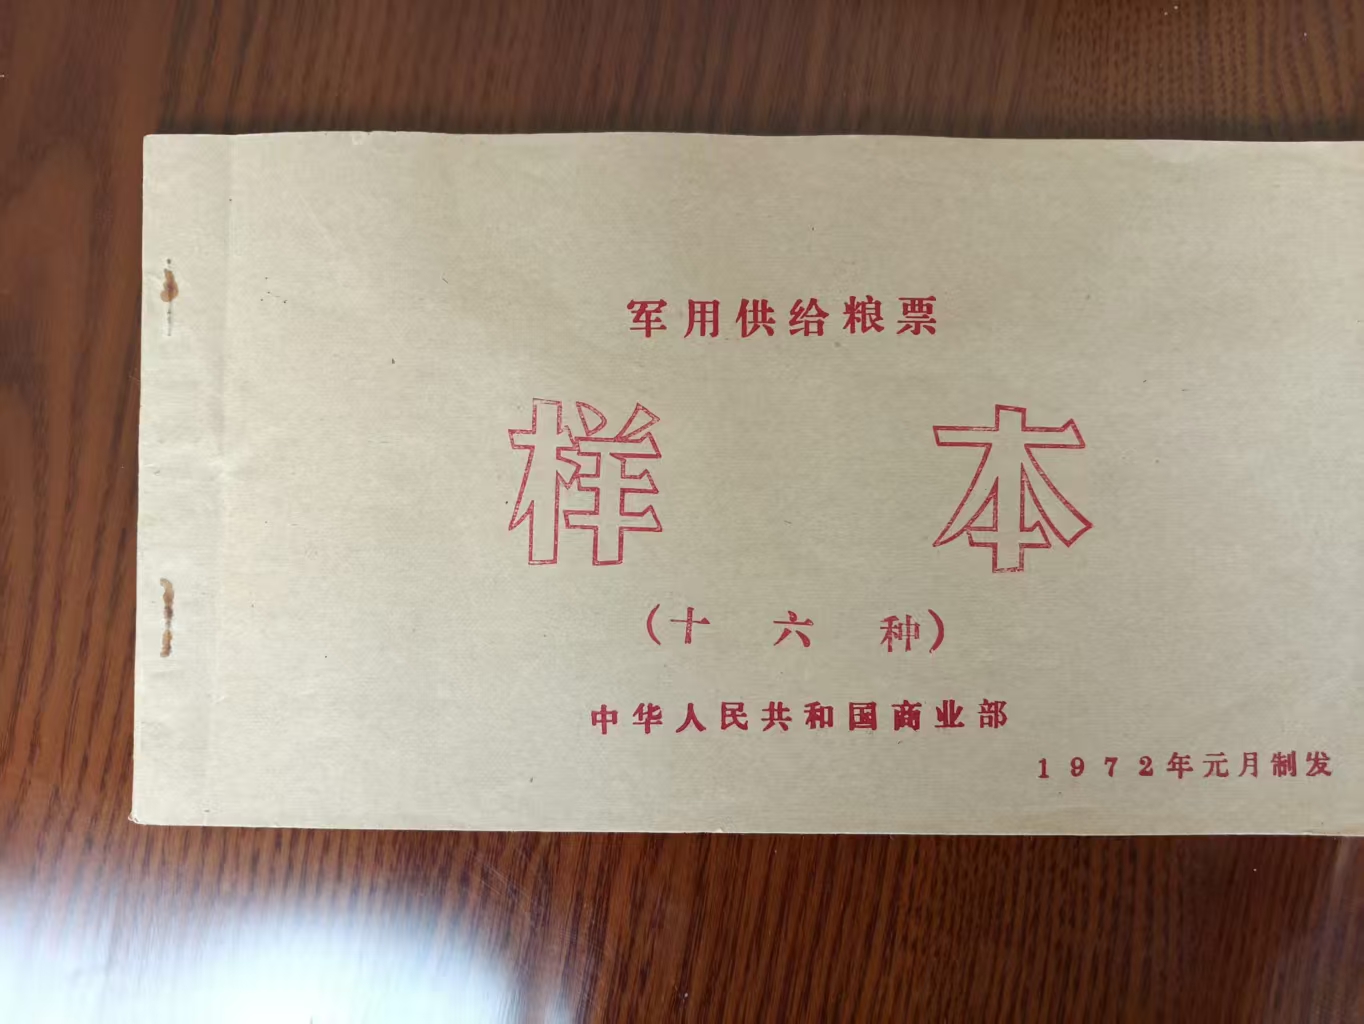 军用供给粮票
样本
（十六种）
中华人民共和国商业部
1972年元月制发